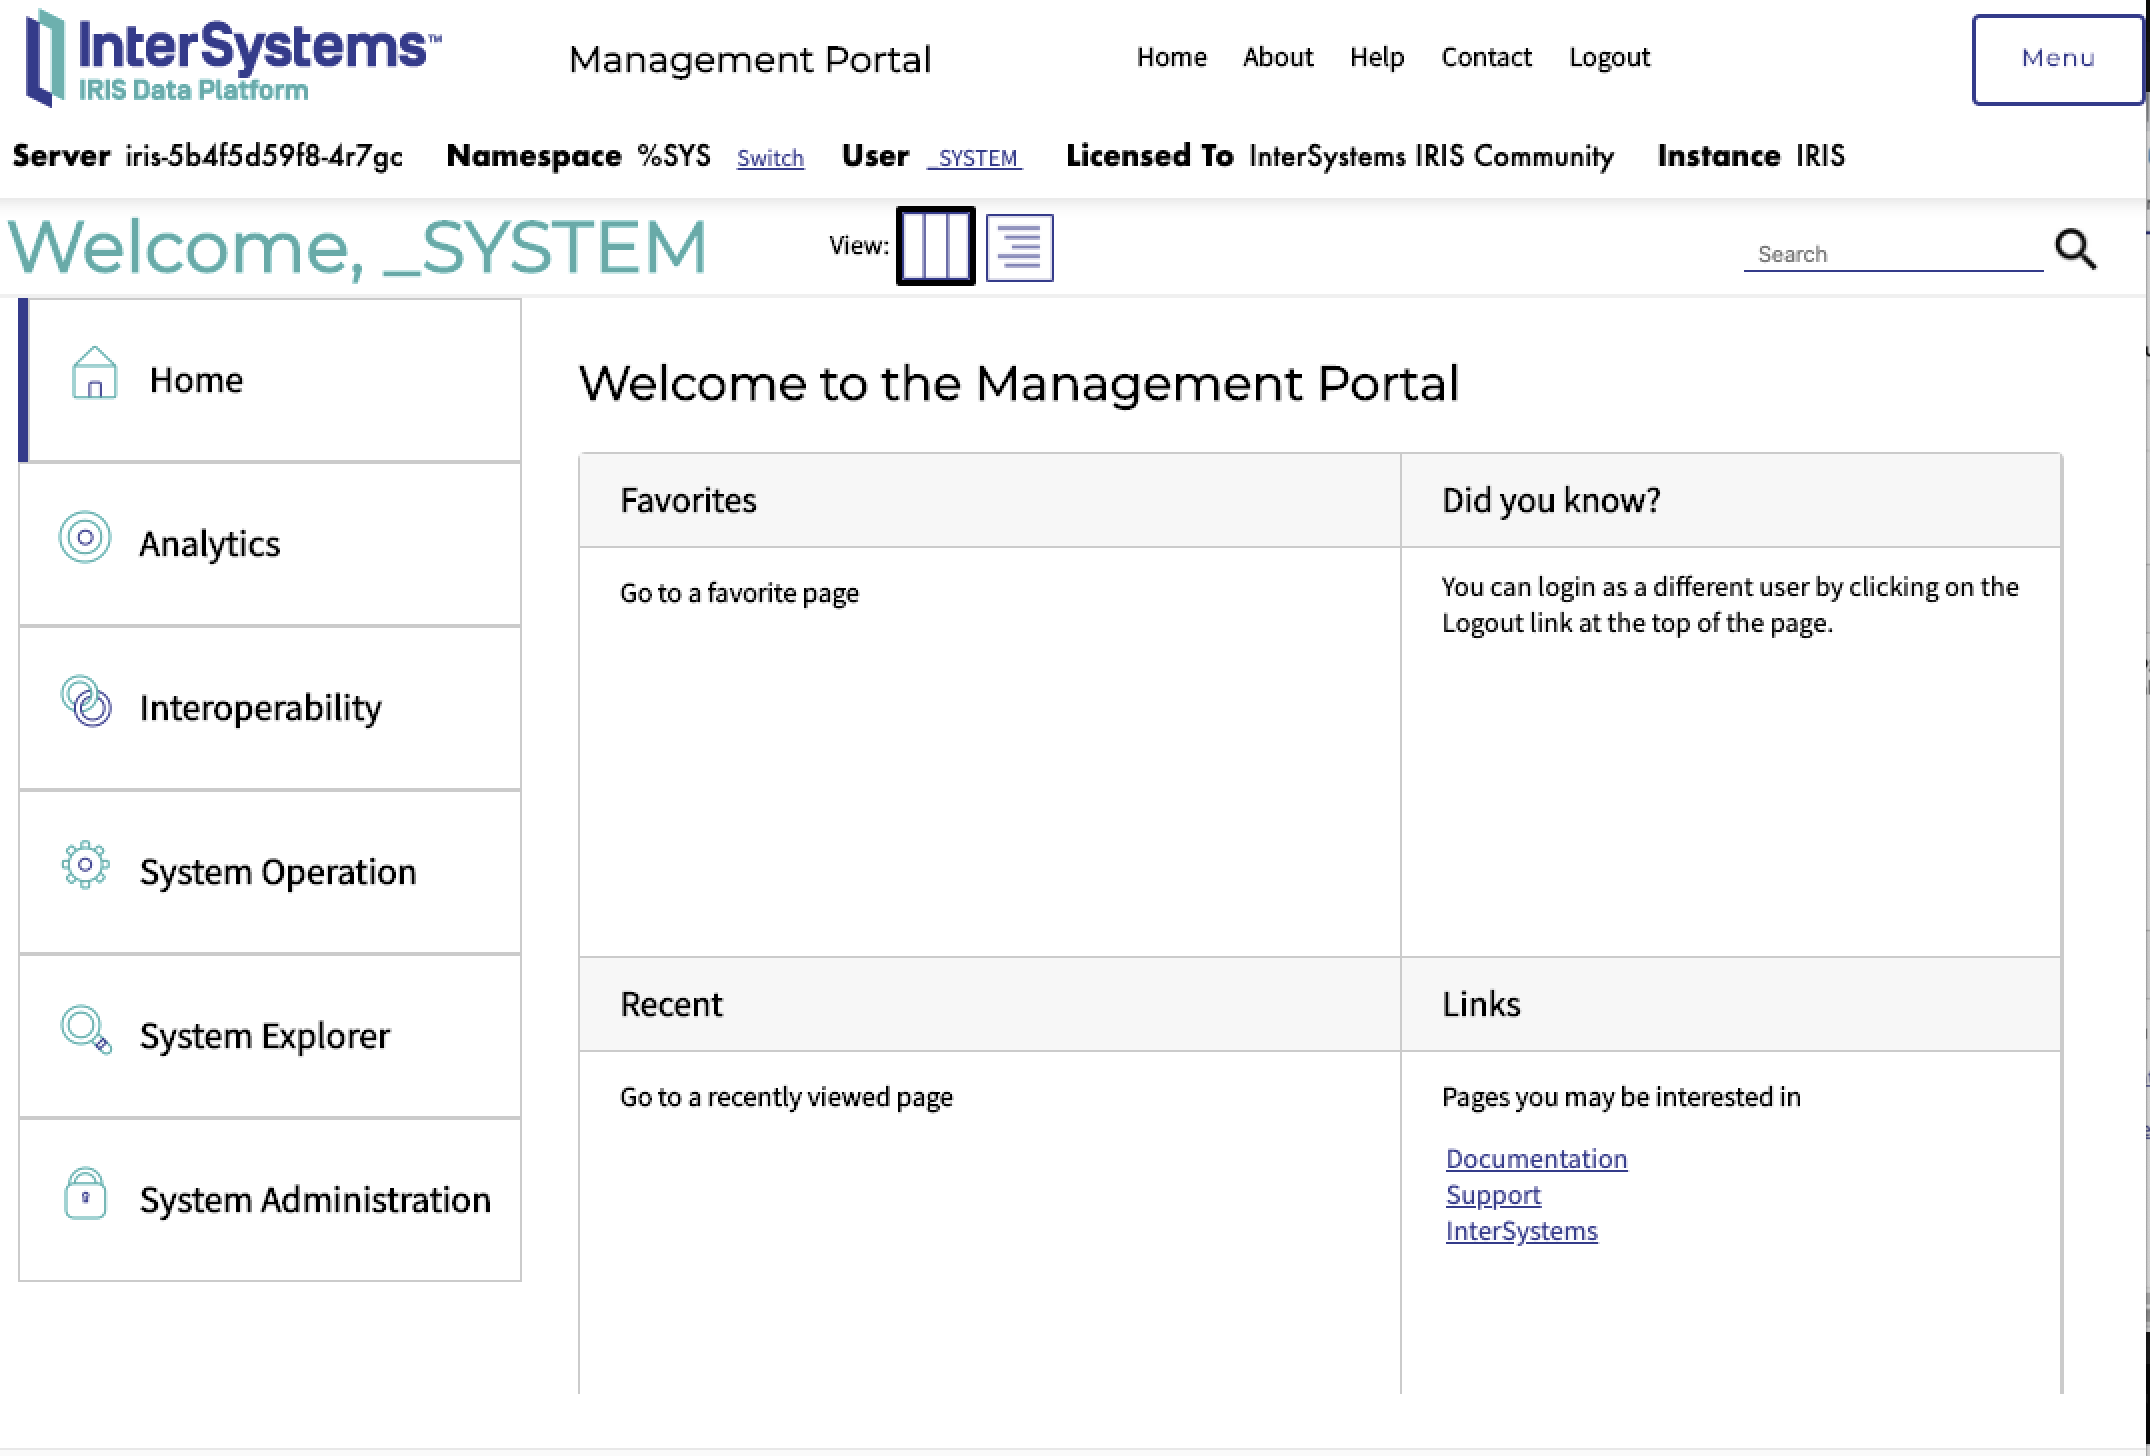 InterSystems™
IRIS Data Platform
Management Portal
Home About Help Contact Logout
Menu
Server iris-5b4f5d59f8-4r7gc Namespace %SYS Switch User _SYSTEM Licensed To InterSystems IRIS Community Instance IRIS
Welcome, _SYSTEM
View:
Search
Home
Analytics
Interoperability
System Operation
System Explorer
System Administration
Welcome to the Management Portal
Favorites
Go to a favorite page
Did you know?
You can login as a different user by clicking on the
Logout link at the top of the page.
Recent
Go to a recently viewed page
Links
Pages you may be interested in
Documentation
Support
InterSystems